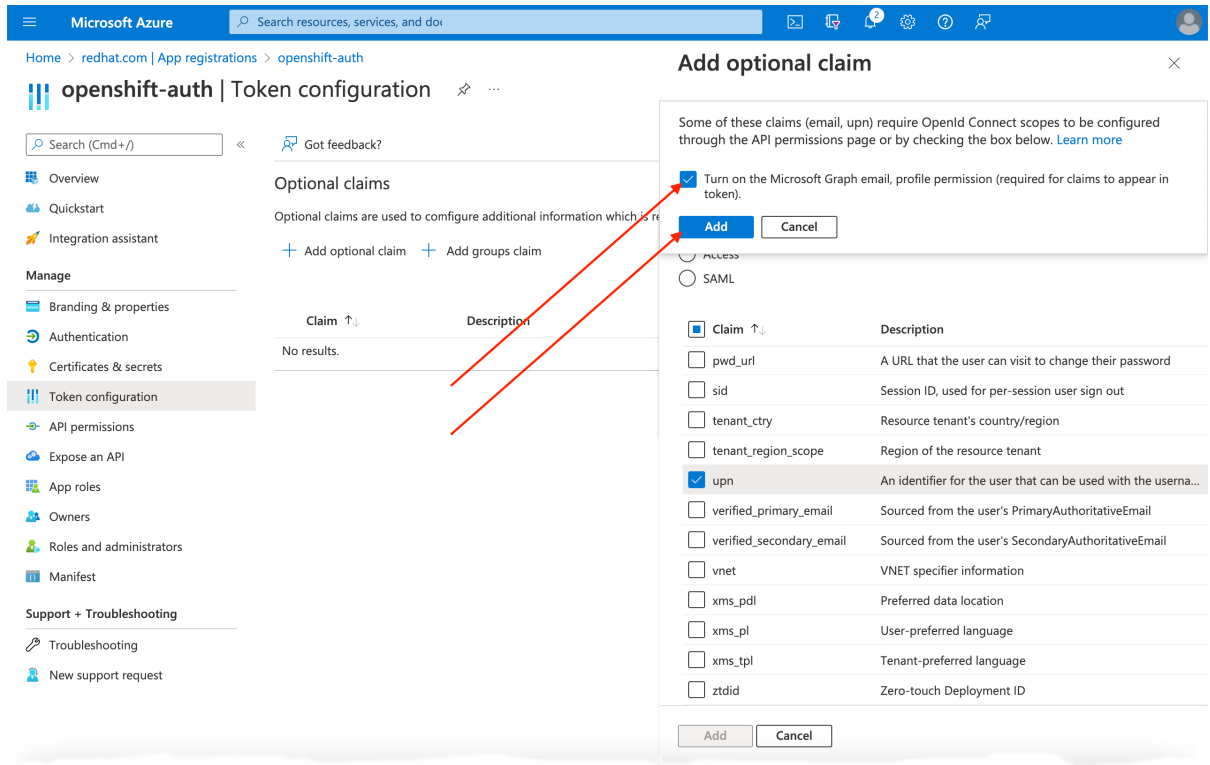 Microsoft Azure
Search resources, services, and doc
2
Home > redhat.com | App registrations > openshift-auth
openshift-auth | Token configuration
Search (Cmd+/)
Overview
Quickstart
Integration assistant
Manage
Branding & properties
Authentication
Certificates & secrets
Token configuration
API permissions
Expose an API
App roles
Owners
Roles and administrators
Manifest
Support + Troubleshooting
Troubleshooting
New support request
Got feedback?
Optional claims
Optional claims are used to configure additional information which is re
Add optional claim
Add groups claim
Claim
Description
No results.
Add optional claim
Some of these claims (email, upn) require OpenId Connect scopes to be configured
through the API permissions page or by checking the box below. Learn more
Turn on the Microsoft Graph email, profile permission (required for claims to appear in
token).
Add
Cancel
Access
SAML
Claim
Description
pwd_url A URL that the user can visit to change their password
sid Session ID, used for per-session user sign out
tenant_ctry Resource tenant's country/region
tenant_region_scope Region of the resource tenant
upn An identifier for the user that can be used with the userna...
verified_primary_email Sourced from the user's PrimaryAuthoritativeEmail
verified_secondary_email Sourced from the user's SecondaryAuthoritativeEmail
vnet VNET specifier information
xms_pdl Preferred data location
xms_pl User-preferred language
xms_tpl Tenant-preferred language
ztdid Zero-touch Deployment ID
Add
Cancel